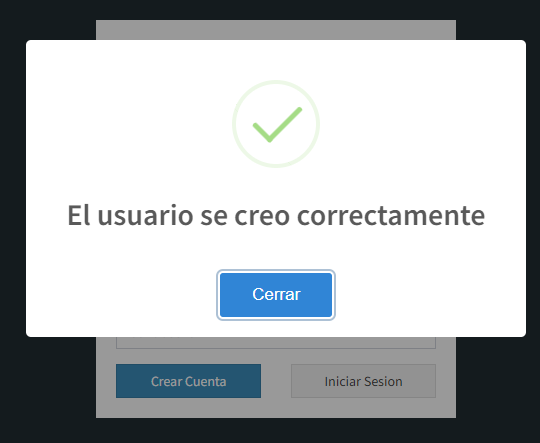 El usuario se creo correctamente
Cerrar
Crear Cuenta
Iniciar Sesion